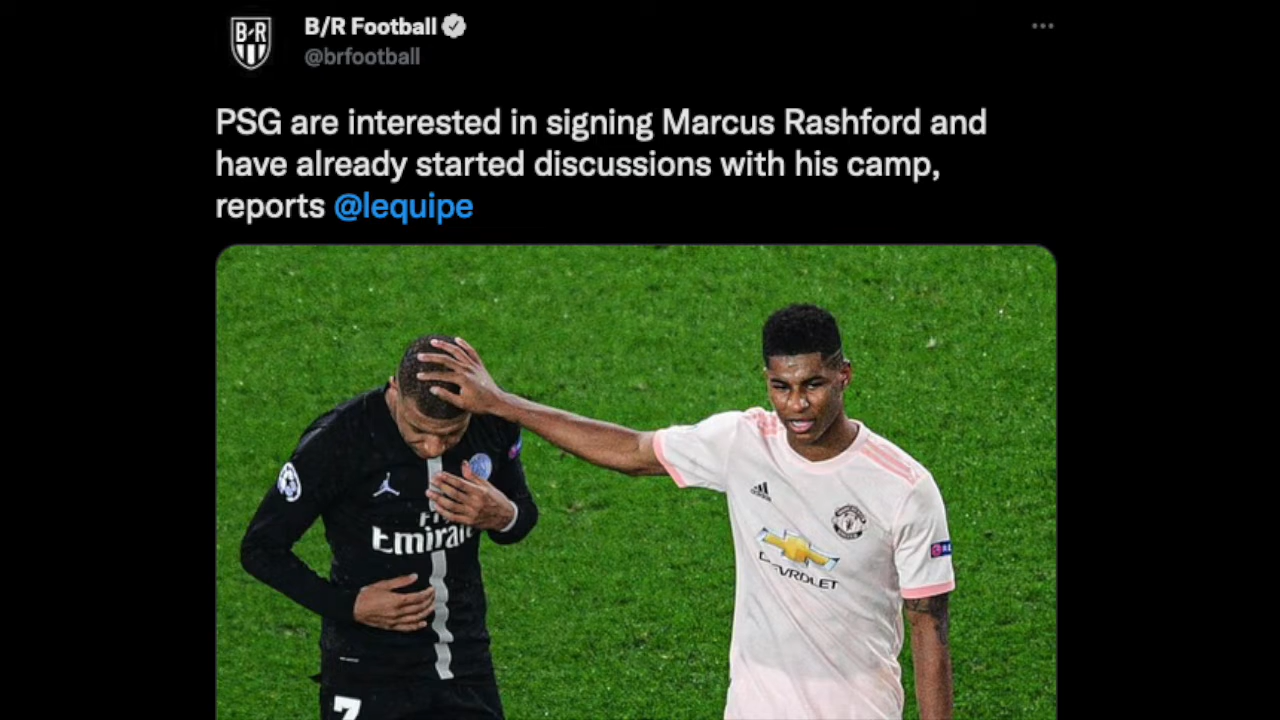 B/R Football
@brfootball
PSG are interested in signing Marcus Rashford and
have already started discussions with his camp,
reports @lequipe
B/R
Fly
Emirates
7
CHEVROLET